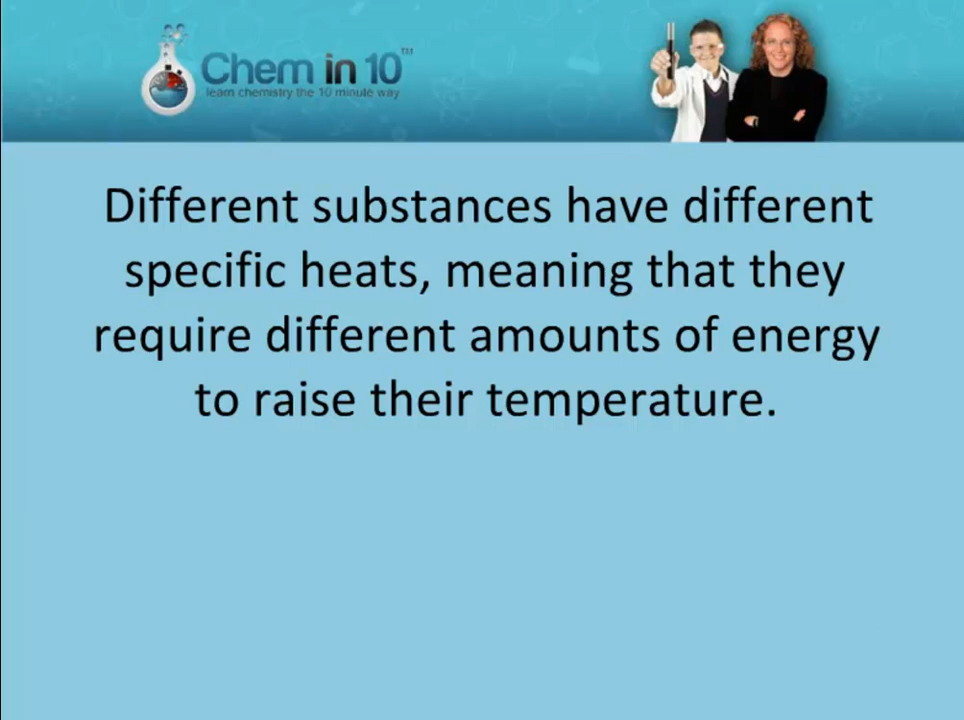 Chem in 10™
learn chemistry the 10 minute way
Different substances have different
specific heats, meaning that they
require different amounts of energy
to raise their temperature.